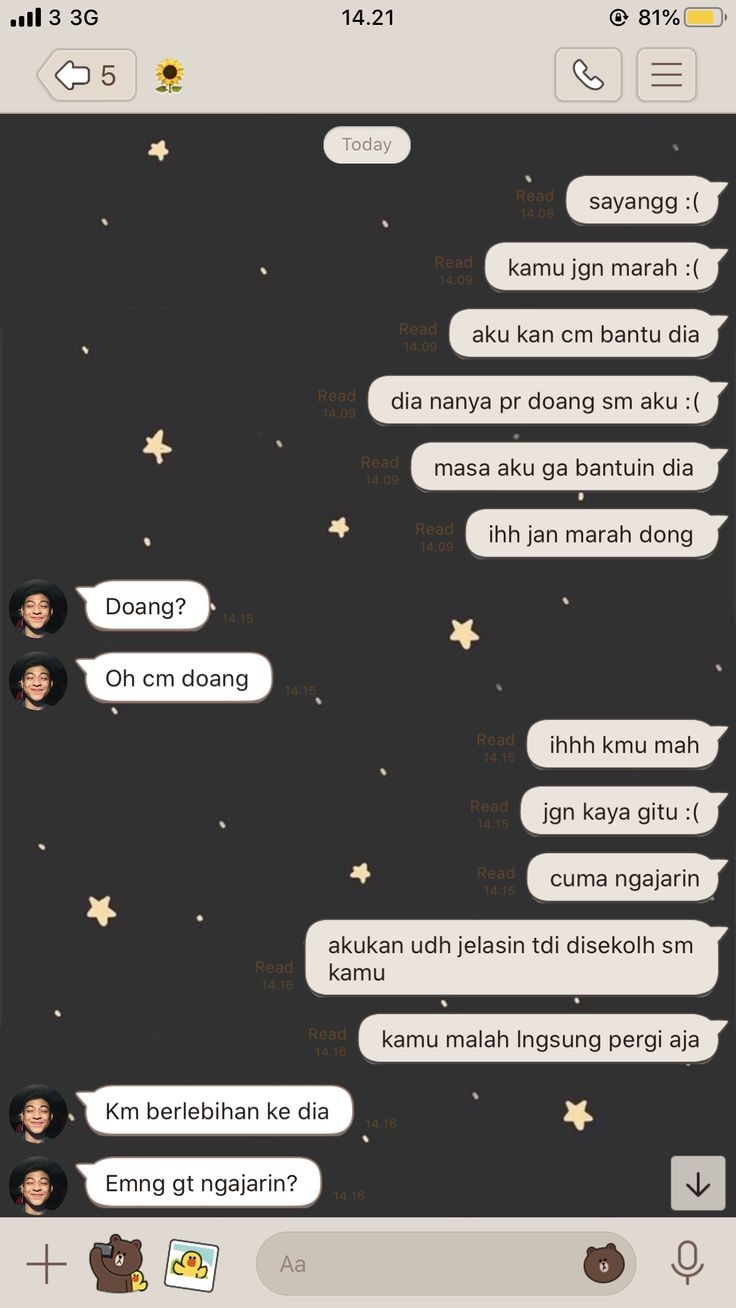 3 3G
14.21
81%
5
🌻
Today
Read
14.08
sayangg :(
Read
14.09
kamu jgn marah :(
Read
14.09
aku kan cm bantu dia
Read
14.09
dia nanya pr doang sm aku :(
Read
14.09
masa aku ga bantuin dia
Read
14.09
ihh jan marah dong
Doang?
14.15
Oh cm doang
14.15
Read
14.15
ihhh kmu mah
Read
14.15
jgn kaya gitu :(
Read
14.15
cuma ngajarin
akukan udh jelasin tdi disekolh sm
kamu
Read
14.16
Read
14.16
kamu malah lngsung pergi aja
Km berlebihan ke dia
14.16
Emng gt ngajarin?
14.16
Aa